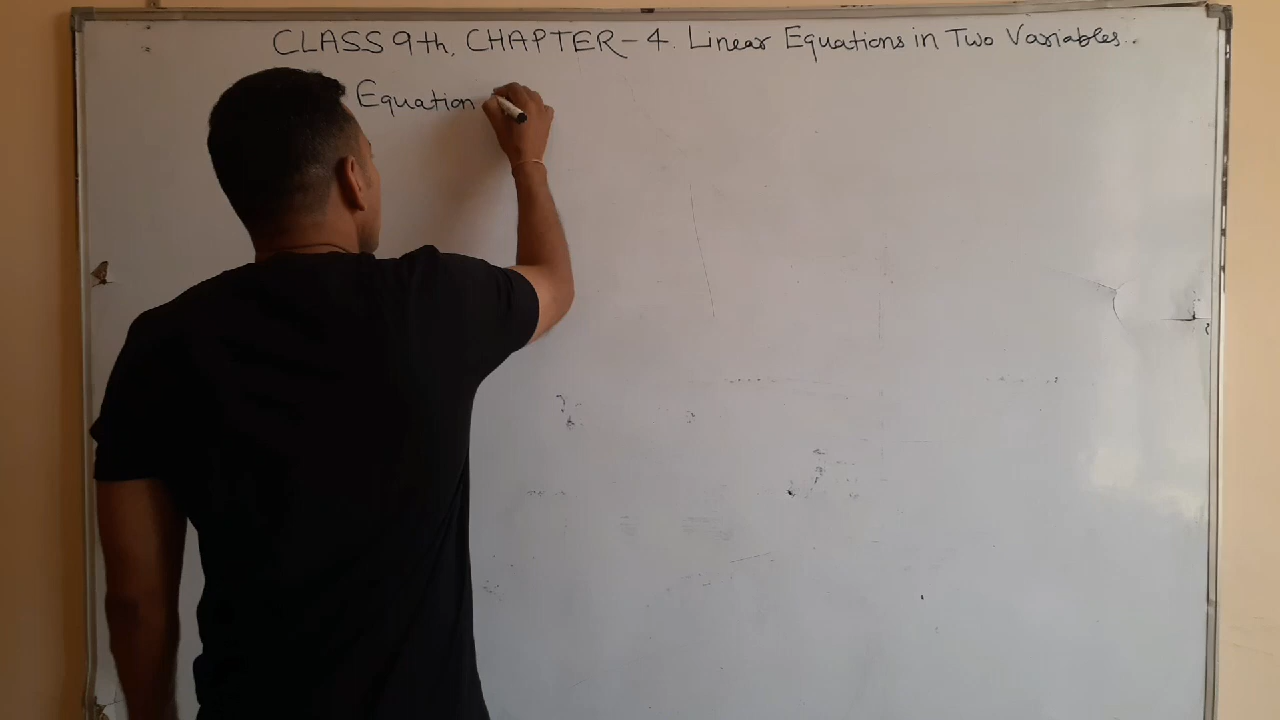 CLASS 9th, CHAPTER-4. Linear Equations in Two Variables..
Equation